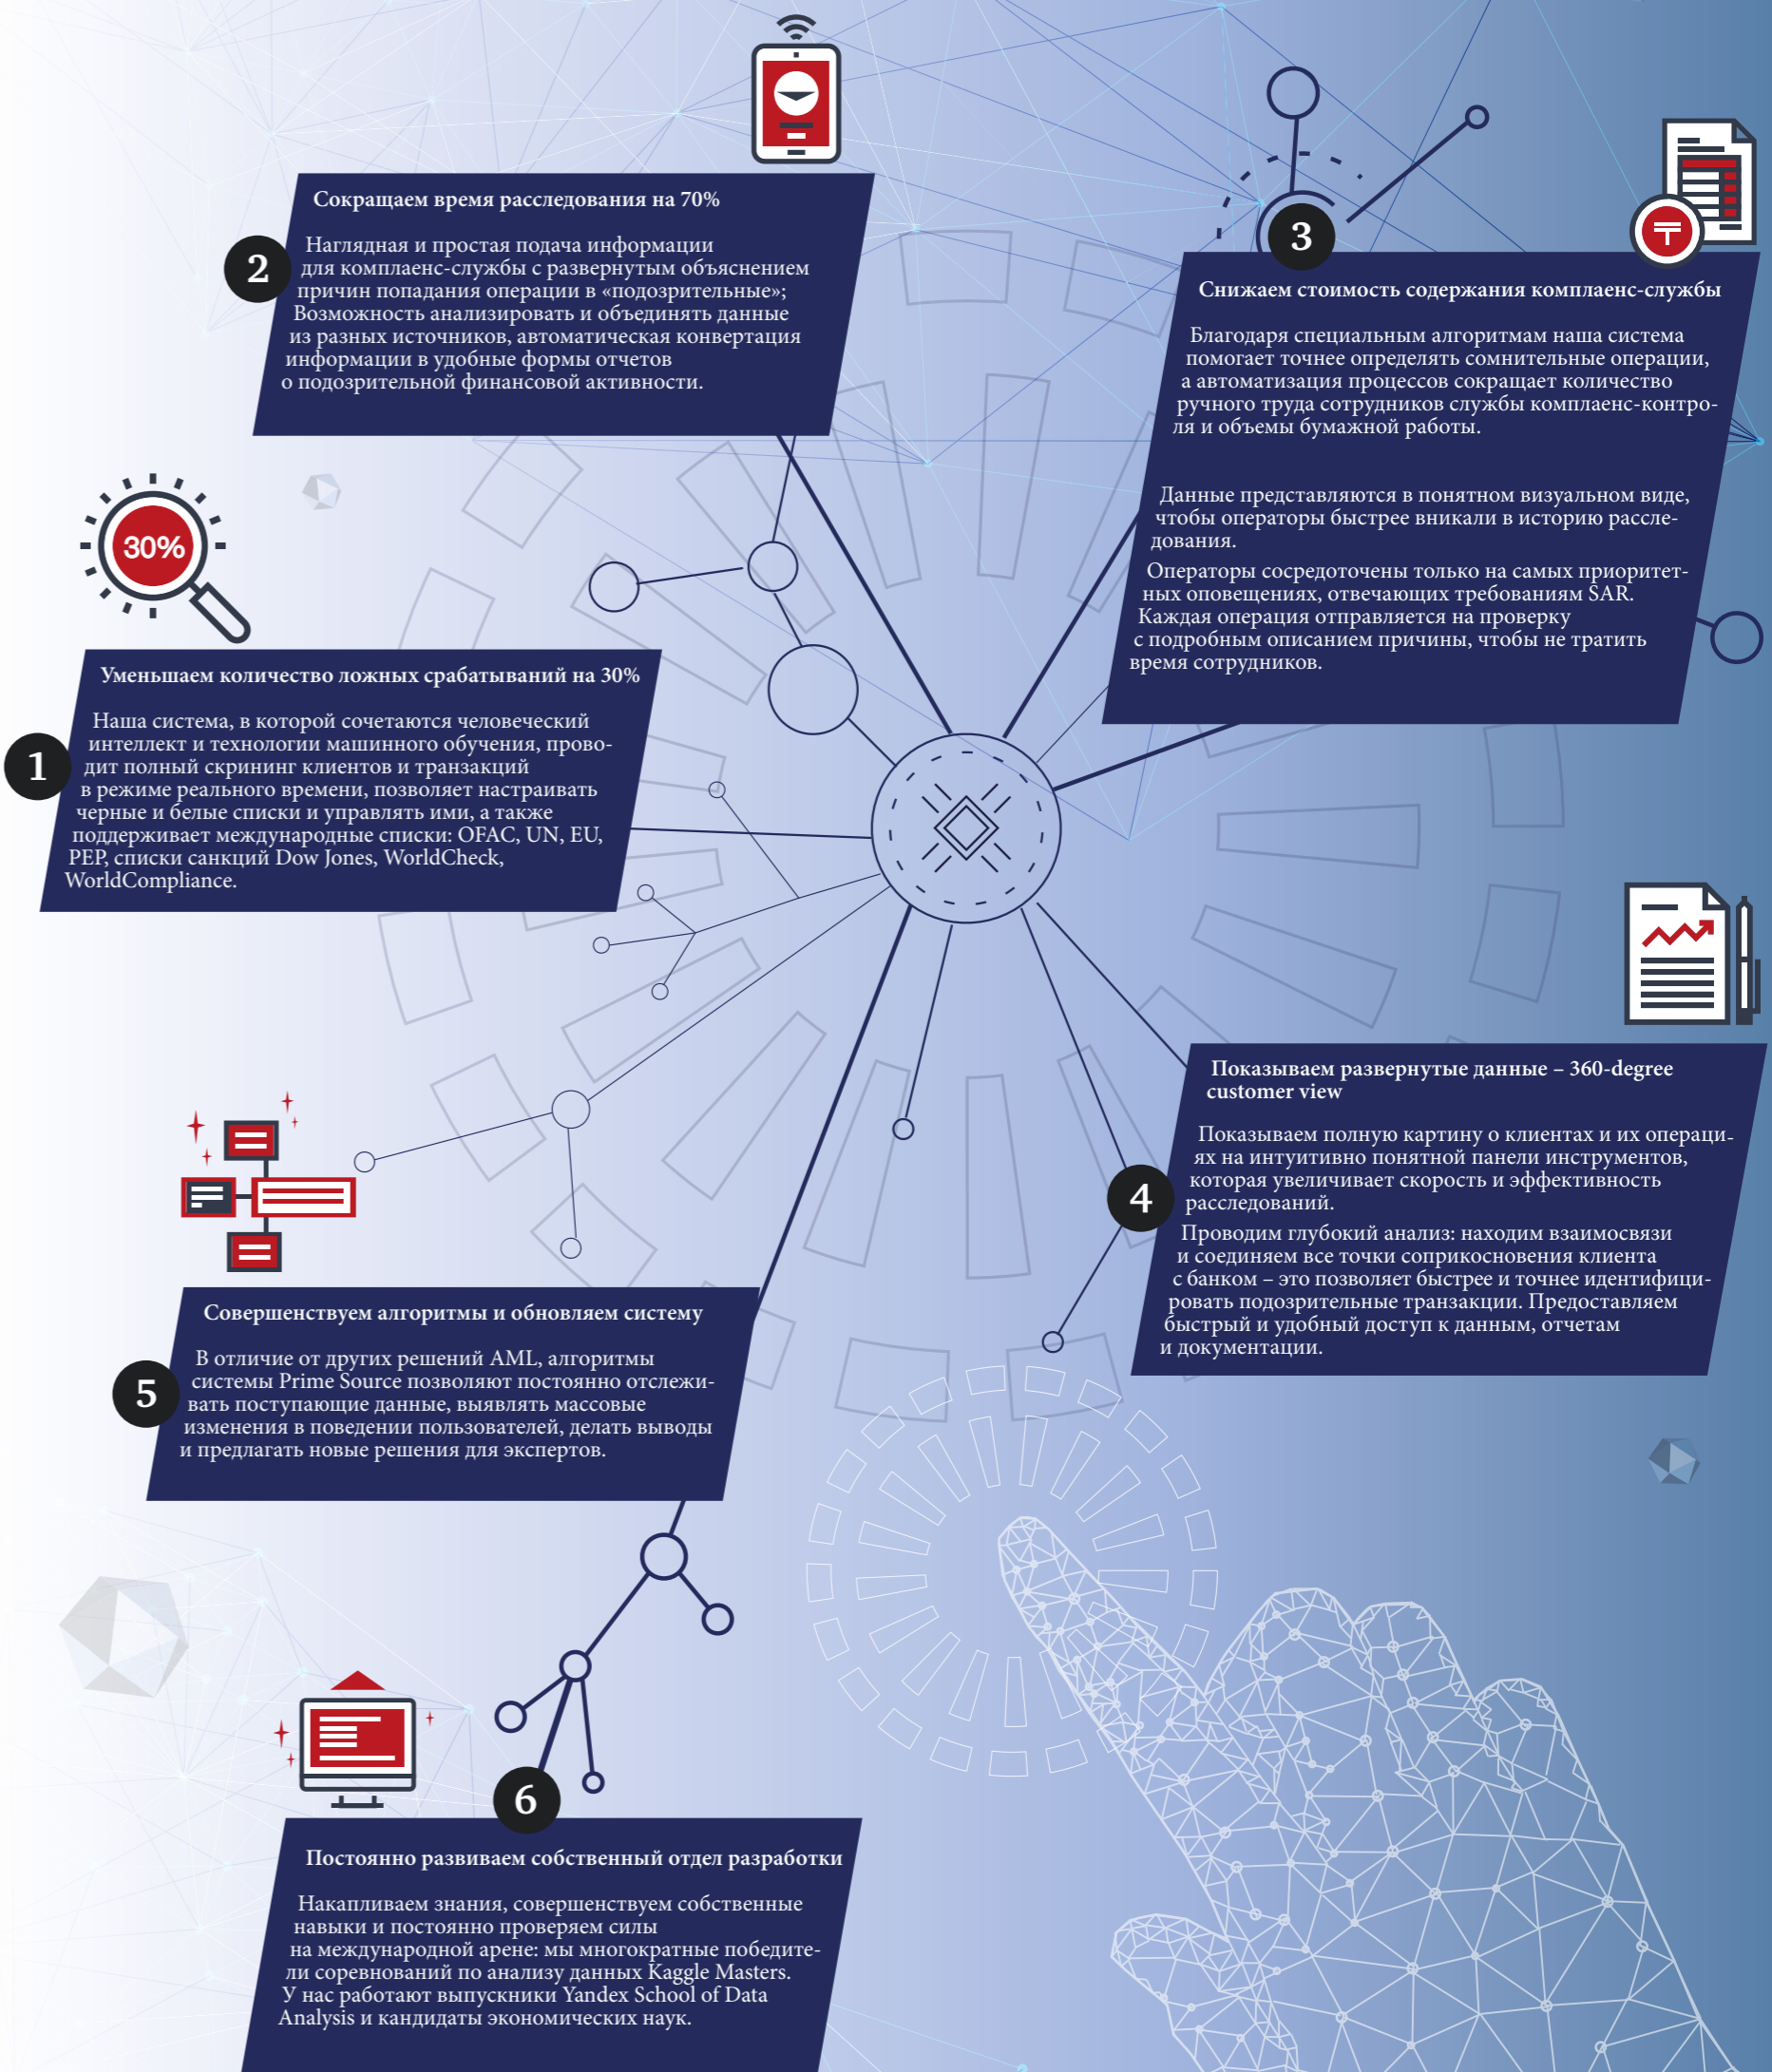 30%
1
Уменьшаем количество ложных срабатываний на 30%
Наша система, в которой сочетаются человеческий
интеллект и технологии машинного обучения, прово-
дит полный скрининг клиентов и транзакций
в режиме реального времени, позволяет настраивать
черные и белые списки и управлять ими, а также
поддерживает международные списки: OFAC, UN, EU,
PEP, списки санкций Dow Jones, WorldCheck,
WorldCompliance.
2
Сокращаем время расследования на 70%
Наглядная и простая подача информации
для комплаенс-службы с развернутым объяснением
причин попадания операции в «подозрительные»;
Возможность анализировать и объединять данные
из разных источников, автоматическая конвертация
информации в удобные формы отчетов
о подозрительной финансовой активности.
3
Снижаем стоимость содержания комплаенс-службы
Благодаря специальным алгоритмам наша система
помогает точнее определять сомнительные операции,
а автоматизация процессов сокращает количество
ручного труда сотрудников службы комплаенс-контро-
ля и объемы бумажной работы.
Данные представляются в понятном визуальном виде,
чтобы операторы быстрее вникали в историю рассле-
дования.
Операторы сосредоточены только на самых приоритет-
ных оповещениях, отвечающих требованиям SAR.
Каждая операция отправляется на проверку
с подробным описанием причины, чтобы не тратить
время сотрудников.
4
Показываем развернутые данные – 360-degree
customer view
Показываем полную картину о клиентах и их операци-
ях на интуитивно понятной панели инструментов,
которая увеличивает скорость и эффективность
расследований.
Проводим глубокий анализ: находим взаимосвязи
и соединяем все точки соприкосновения клиента
с банком – это позволяет быстрее и точнее идентифици-
ровать подозрительные транзакции. Предоставляем
быстрый и удобный доступ к данным, отчетам
и документации.
5
Совершенствуем алгоритмы и обновляем систему
В отличие от других решений AML, алгоритмы
системы Prime Source позволяют постоянно отслежи-
вать поступающие данные, выявлять массовые
изменения в поведении пользователей, делать выводы
и предлагать новые решения для экспертов.
6
Постоянно развиваем собственный отдел разработки
Накапливаем знания, совершенствуем собственные
навыки и постоянно проверяем силы
на международной арене: мы многократные победите-
ли соревнований по анализу данных Kaggle Masters.
У нас работают выпускники Yandex School of Data
Analysis и кандидаты экономических наук.